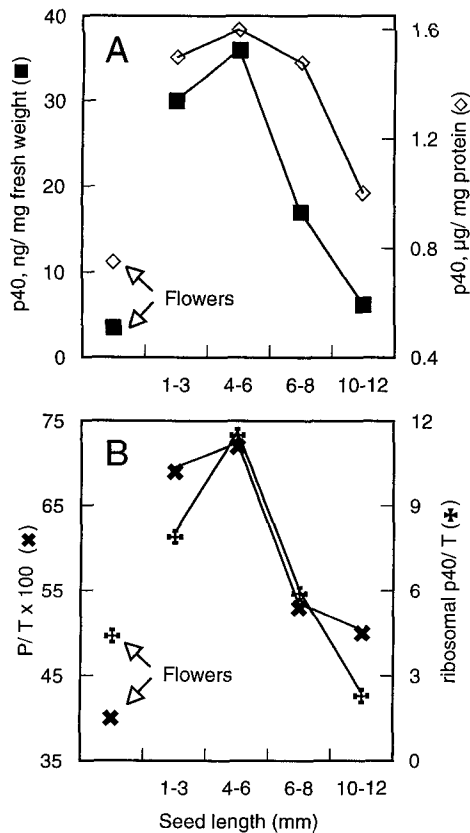 A
p40, ng/ mg fresh weight (■)
40
30
20
10
0
p40, µg/ mg protein (◇)
1.6
1.2
0.8
0.4
Flowers
1-3 4-6 6-8 10-12
B
P/ T x 100 (✖)
75
65
55
45
35
ribosomal p40/ T (✠)
12
9
6
3
0
Flowers
1-3 4-6 6-8 10-12
Seed length (mm)